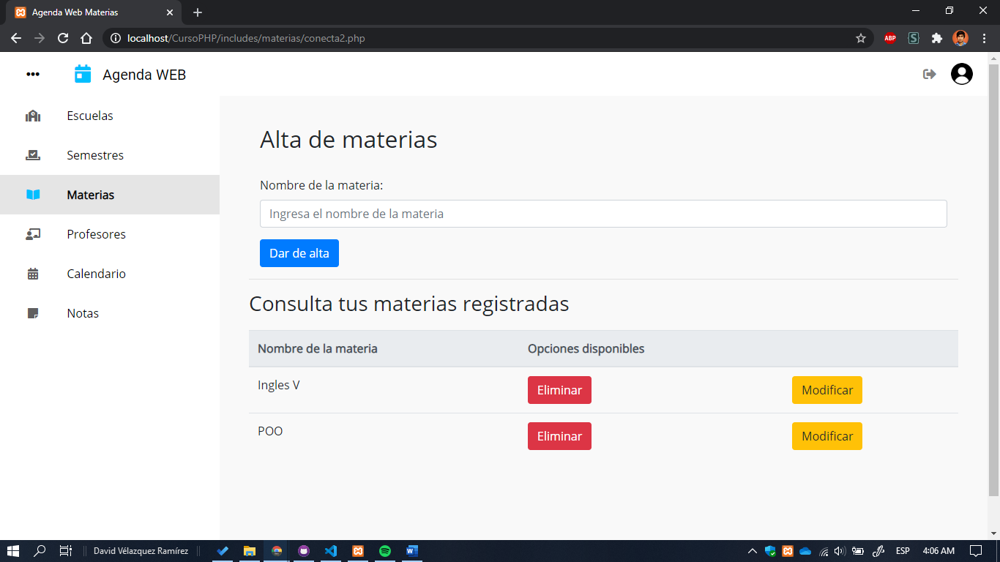 Agenda Web Materias
localhost/CursoPHP/includes/materias/conecta2.php
ABP
S
Agenda WEB
Escuelas
Semestres
Materias
Profesores
Calendario
Notas
Alta de materias
Nombre de la materia:
Ingresa el nombre de la materia
Dar de alta
Consulta tus materias registradas
Nombre de la materia Opciones disponibles
Ingles V Eliminar Modificar
POO Eliminar Modificar
David Vélazquez Ramírez
ESP
4:06 AM